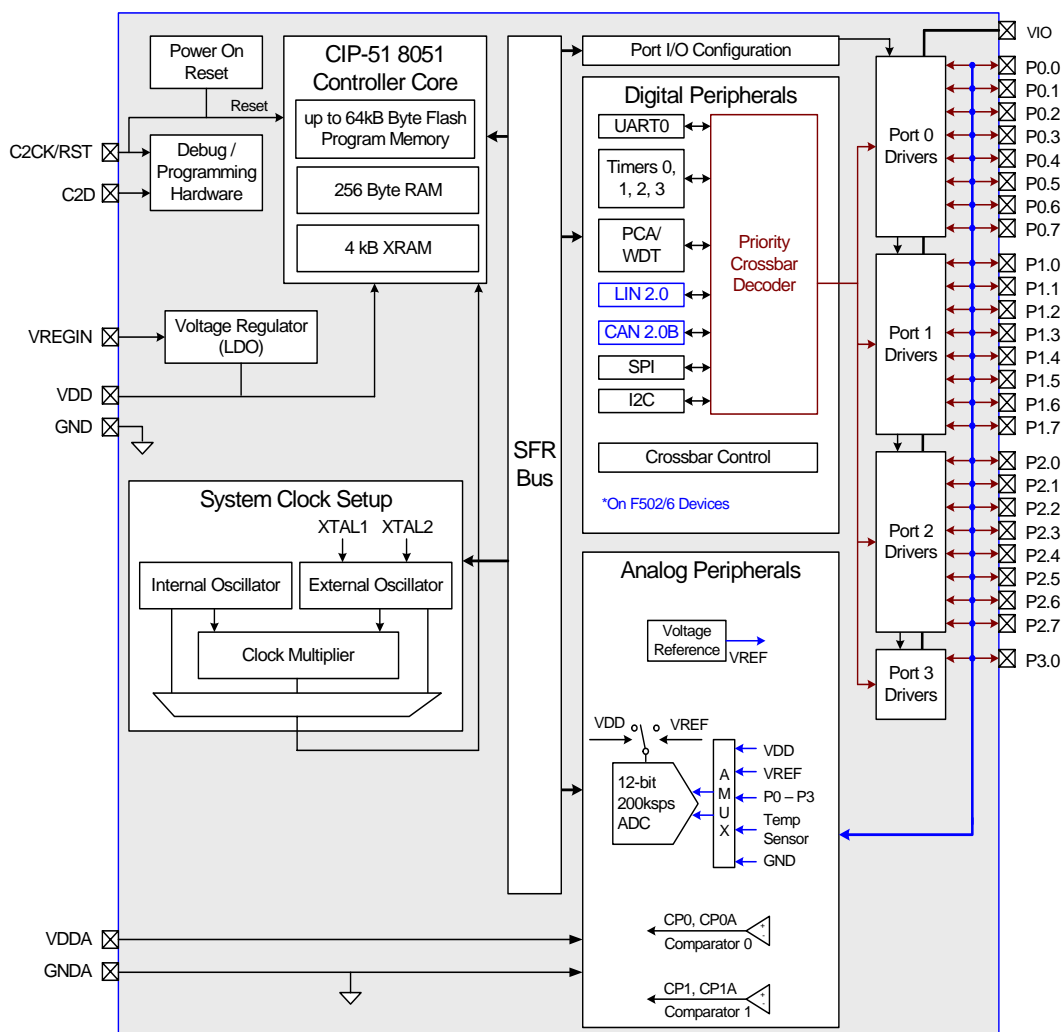 Power On
Reset
Reset
C2CK/RST
C2D
Debug /
Programming
Hardware
CIP-51 8051
Controller Core
up to 64kB Byte Flash
Program Memory
256 Byte RAM
4 kB XRAM
VREGIN
Voltage Regulator
(LDO)
VDD
GND
System Clock Setup
XTAL1
XTAL2
Internal Oscillator
External Oscillator
Clock Multiplier
VDDA
GNDA
SFR
Bus
Port I/O Configuration
Digital Peripherals
UART0
Timers 0,
1, 2, 3
PCA/
WDT
LIN 2.0
CAN 2.0B
SPI
I2C
Priority
Crossbar
Decoder
Crossbar Control
*On F502/6 Devices
Analog Peripherals
Voltage
Reference
VREF
VDD
VREF
12-bit
200ksps
ADC
A
M
U
X
VDD
VREF
P0 – P3
Temp
Sensor
GND
CP0, CP0A
+
-
Comparator 0
CP1, CP1A
+
-
Comparator 1
Port 0
Drivers
Port 1
Drivers
Port 2
Drivers
Port 3
Drivers
VIO
P0.0
P0.1
P0.2
P0.3
P0.4
P0.5
P0.6
P0.7
P1.0
P1.1
P1.2
P1.3
P1.4
P1.5
P1.6
P1.7
P2.0
P2.1
P2.2
P2.3
P2.4
P2.5
P2.6
P2.7
P3.0